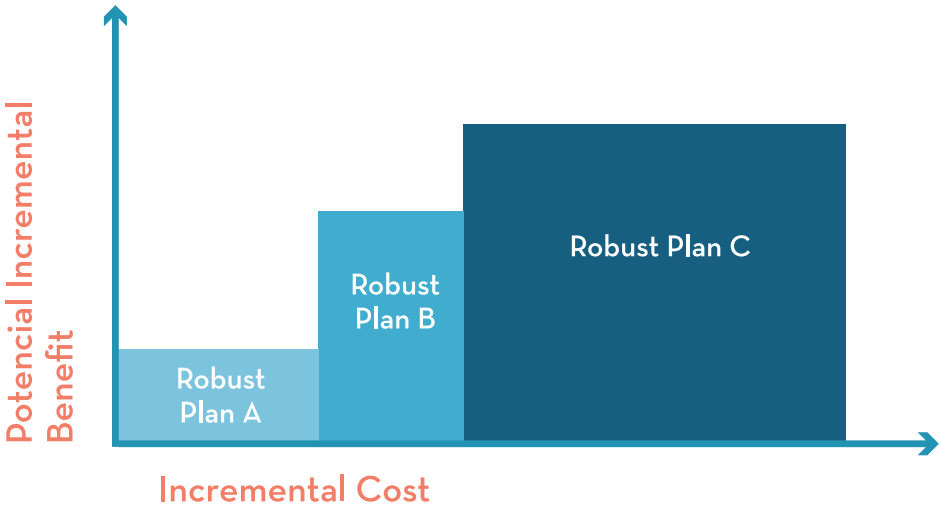 Potencial Incremental
Benefit
Robust
Plan A
Robust
Plan B
Robust Plan C
Incremental Cost